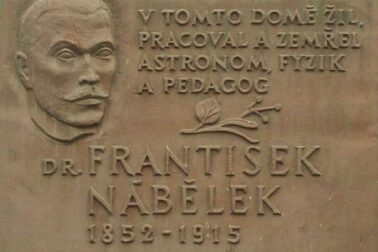 V TOMTO DOMĚ ŽIL,
PRACOVAL A ZEMŘEL
ASTRONOM, FYZIK
A PEDAGOG
DR. FRANTIŠEK
NÁBĚLEK
1852-1915